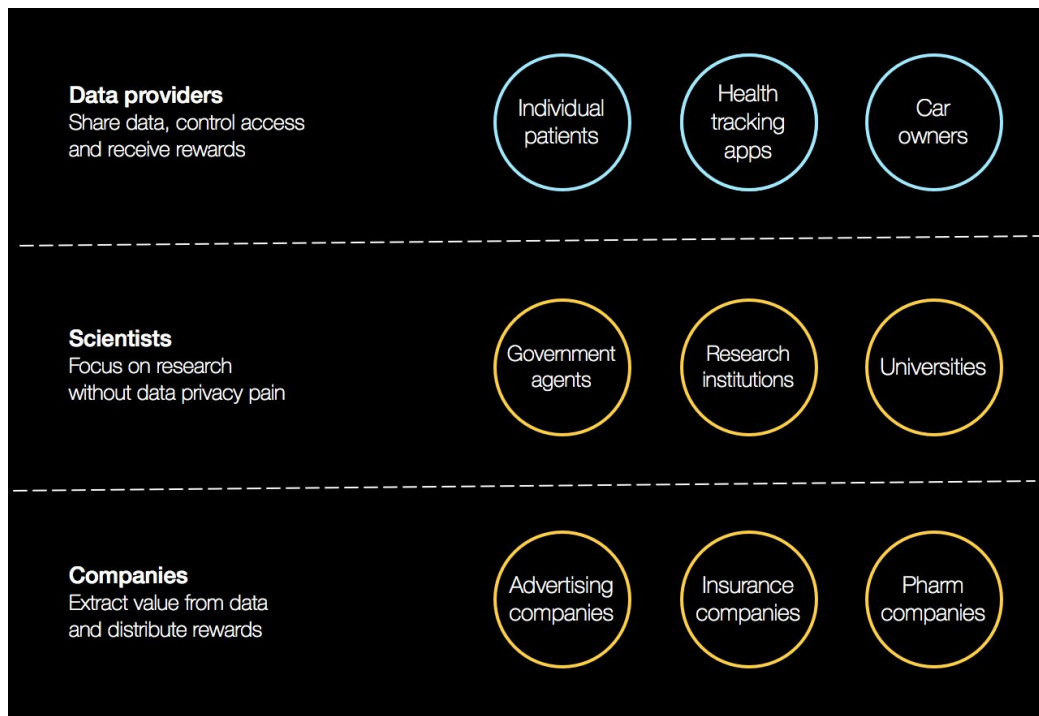 Data providers
Share data, control access
and receive rewards
Individual
patients
Health
tracking
apps
Car
owners
Scientists
Focus on research
without data privacy pain
Government
agents
Research
institutions
Universities
Companies
Extract value from data
and distribute rewards
Advertising
companies
Insurance
companies
Pharm
companies